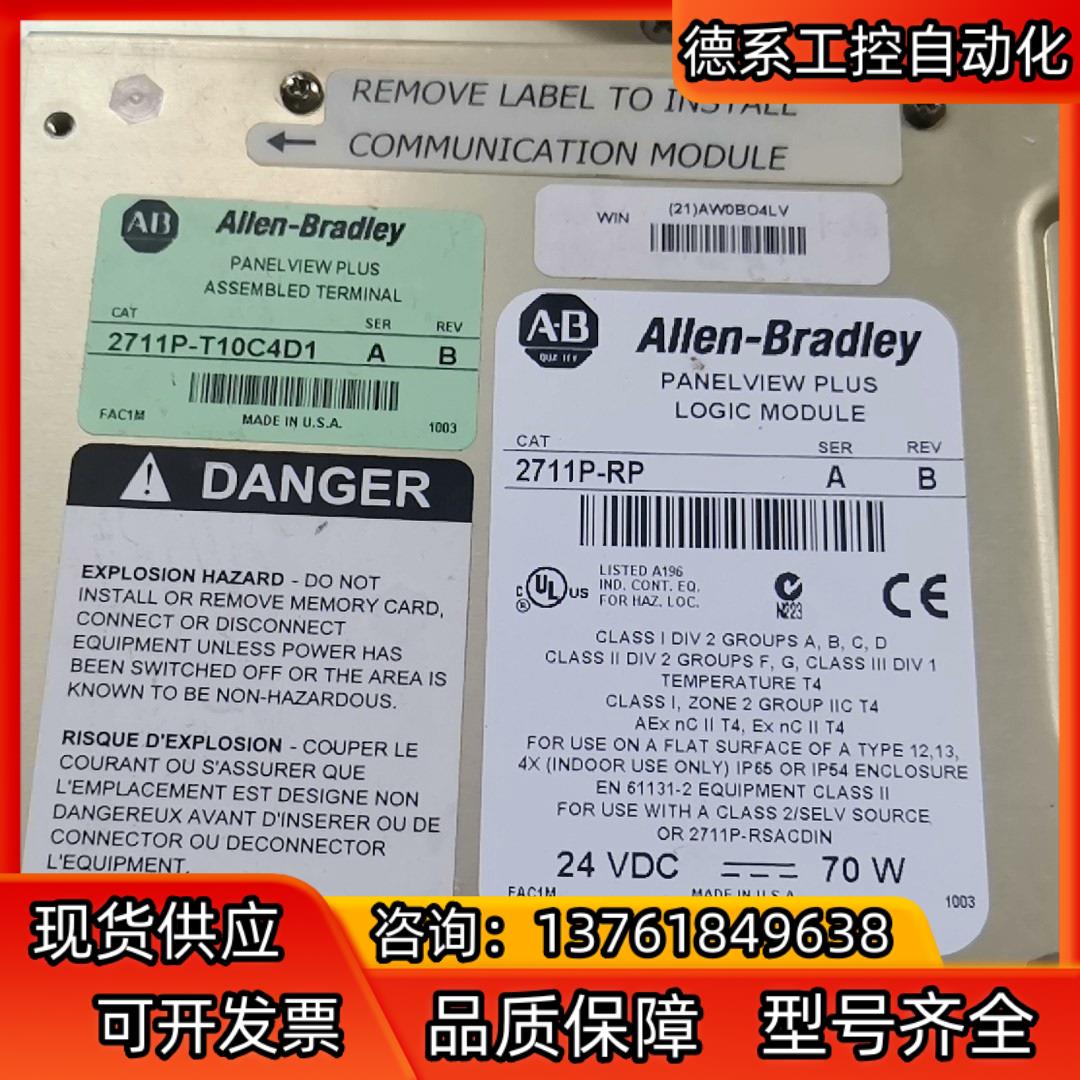 德系工控自动化
REMOVE LABEL TO INSTALL
COMMUNICATION MODULE
AB Allen-Bradley
PANELVIEW PLUS
ASSEMBLED TERMINAL
CAT SER REV
2711P-T10C4D1 A B
FAC1M MADE IN U.S.A. 1003
WIN (21)AW0BO4LV
A-B Allen-Bradley
PANELVIEW PLUS
LOGIC MODULE
CAT SER REV
2711P-RP A B
C UL US ®
LISTED A196
IND. CONT. EQ.
FOR HAZ. LOC.
N223
CE
CLASS I DIV 2 GROUPS A, B, C, D
CLASS II DIV 2 GROUPS F, G, CLASS III DIV 1
TEMPERATURE T4
CLASS I, ZONE 2 GROUP IIC T4
AEx nC II T4, Ex nC II T4
FOR USE ON A FLAT SURFACE OF A TYPE 12,13,
4X (INDOOR USE ONLY) IP65 OR IP54 ENCLOSURE
EN 61131-2 EQUIPMENT CLASS II
FOR USE WITH A CLASS 2/SELV SOURCE
OR 2711P-RSACDIN
24 VDC 70 W
FAC1M MADE IN U.S.A. 1003
DANGER
EXPLOSION HAZARD - DO NOT
INSTALL OR REMOVE MEMORY CARD,
CONNECT OR DISCONNECT
EQUIPMENT UNLESS POWER HAS
BEEN SWITCHED OFF OR THE AREA IS
KNOWN TO BE NON-HAZARDOUS.
RISQUE D'EXPLOSION - COUPER LE
COURANT OU S'ASSURER QUE
L'EMPLACEMENT EST DESIGNE NON
DANGEREUX AVANT D'INSERER OU DE
CONNECTOR OU DECONNECTOR
L'EQUIPMENT.
现货供应
咨询：13761849638
可开发票
品质保障
型号齐全